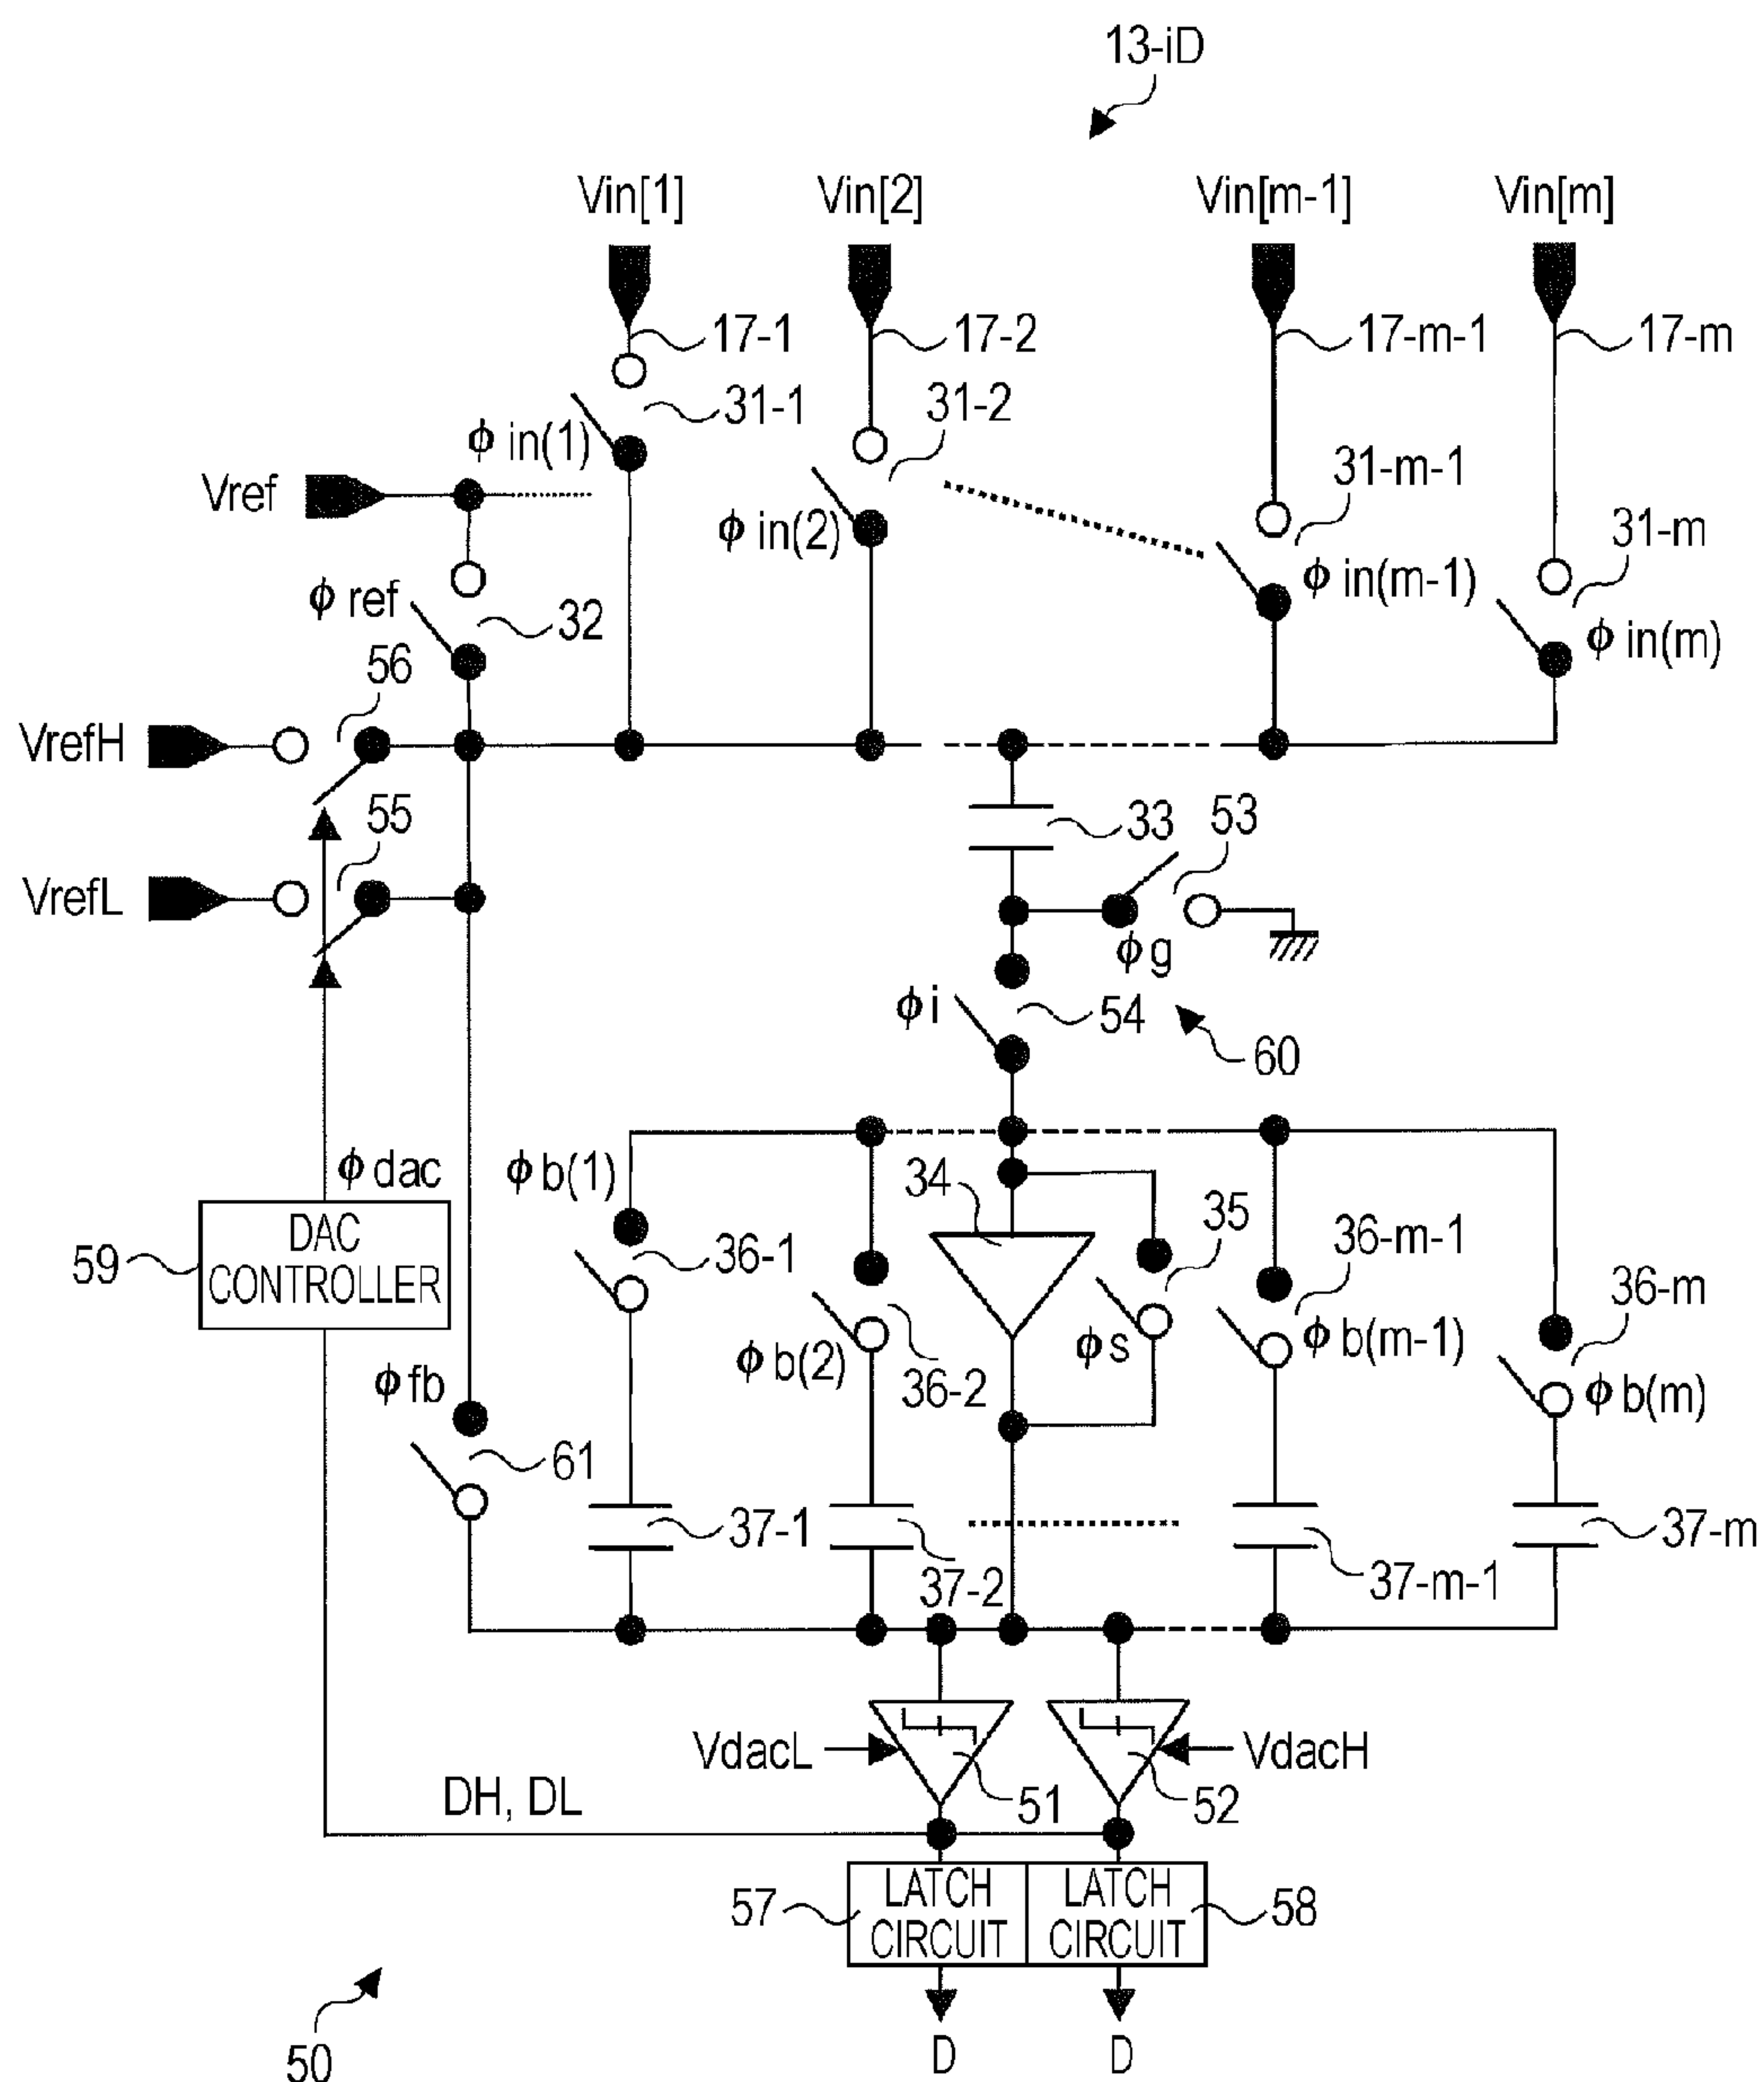 13-iD
Vin[1]
Vin[2]
Vin[m-1]
Vin[m]
17-1
17-2
17-m-1
17-m
31-1
31-2
31-m-1
31-m
ϕ in(1)
ϕ in(2)
ϕ in(m-1)
ϕ in(m)
Vref
ϕ ref
32
56
VrefH
55
VrefL
33
53
ϕ g
ϕ i
54
60
ϕ dac
ϕ b(1)
34
35
36-1
36-m-1
36-m
59
DAC
CONTROLLER
ϕ b(2)
36-2
ϕ s
ϕ b(m-1)
ϕ b(m)
ϕ fb
61
37-1
37-2
37-m-1
37-m
VdacL
VdacH
51
52
DH, DL
57
LATCH
CIRCUIT
LATCH
CIRCUIT
58
50
D
D